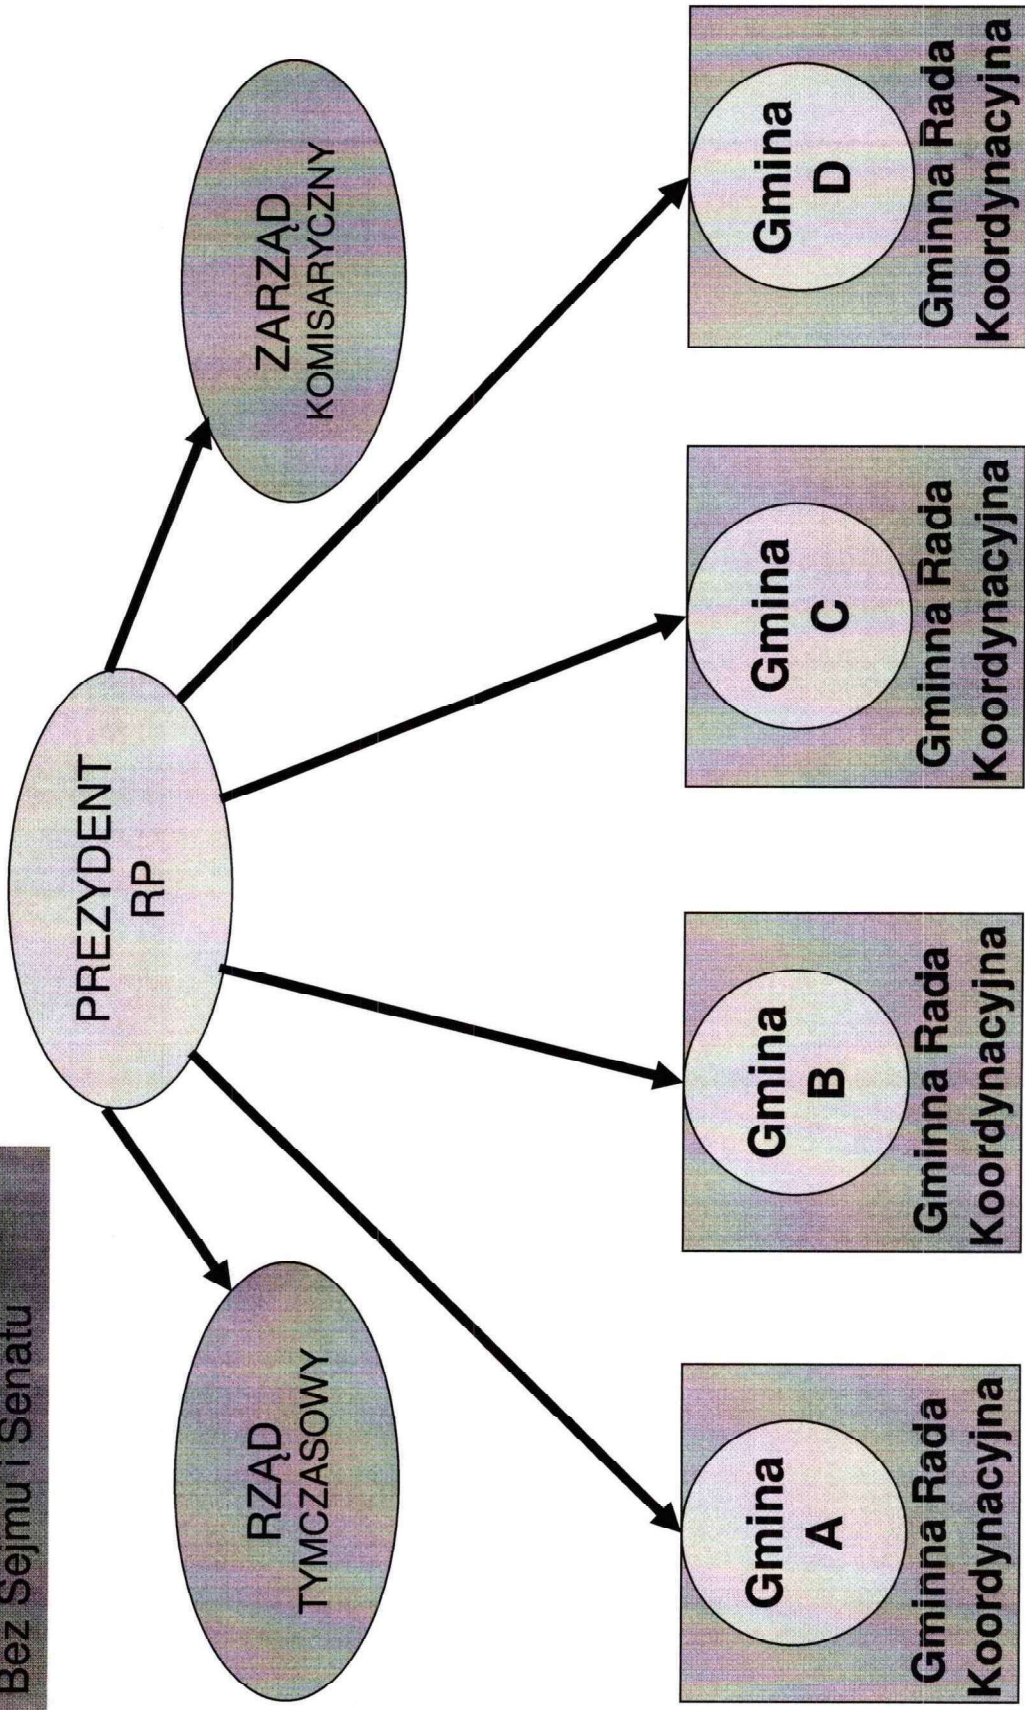 Bez Sejmu i Senatu
PREZYDENT
RP
RZĄD
TYMCZASOWY
ZARZĄD
KOMISARYCZNY
Gmina
A
Gminna Rada
Koordynacyjna
Gmina
B
Gminna Rada
Koordynacyjna
Gmina
C
Gminna Rada
Koordynacyjna
Gmina
D
Gminna Rada
Koordynacyjna